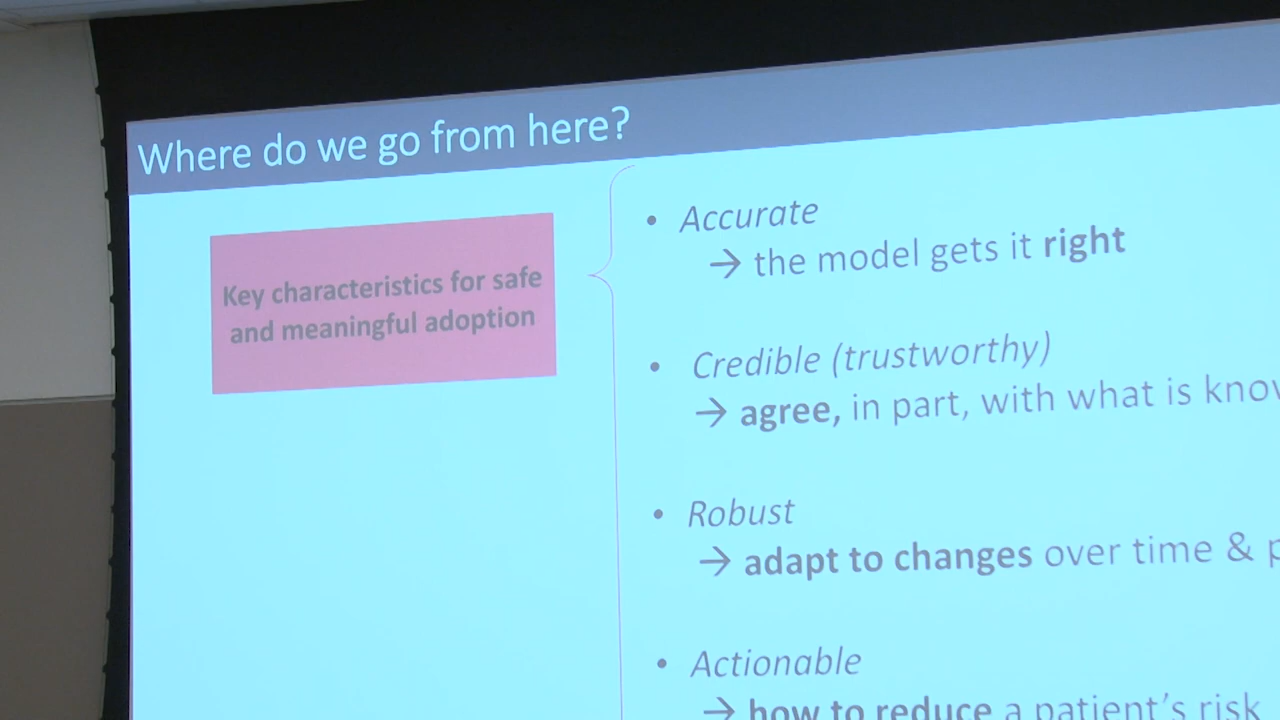 Where do we go from here?
Key characteristics for safe
and meaningful adoption
• Accurate
→ the model gets it right
• Credible (trustworthy)
→ agree, in part, with what is
• Robust
→ adapt to changes over time &
• Actionable
→ how to reduce a patient's risk